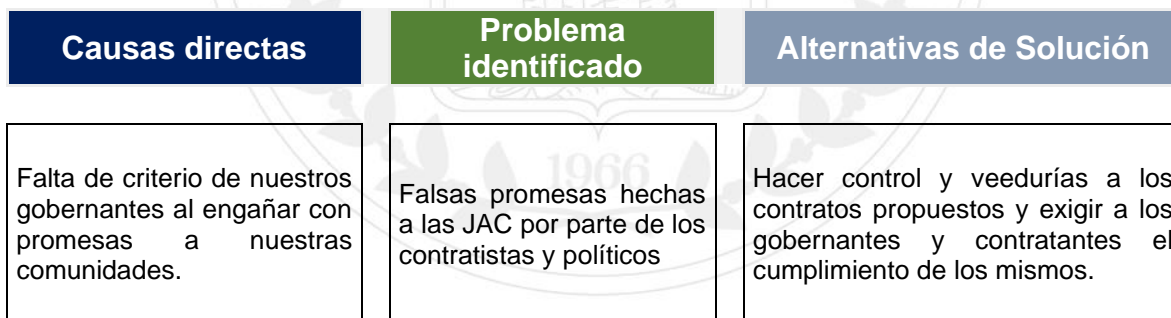 Causas directas
Problema
identificado
Alternativas de Solución
Falta de criterio de nuestros
gobernantes al engañar con
promesas a nuestras
comunidades.
1966
Falsas promesas hechas
a las JAC por parte de los
contratistas y políticos
Hacer control y veedurías a los
contratos propuestos y exigir a los
gobernantes y contratantes el
cumplimiento de los mismos.